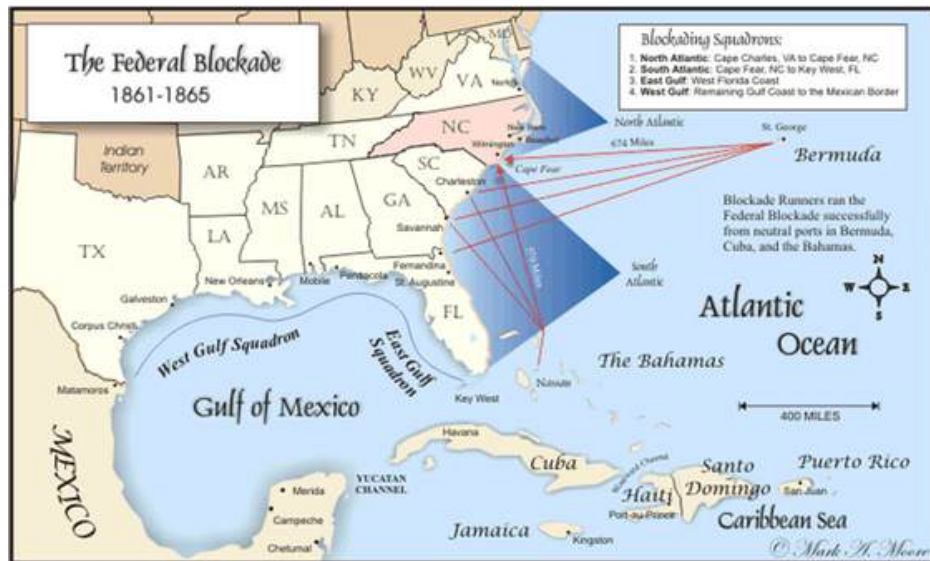 The Federal Blockade
1861-1865
Blockading Squadrons:
1. North Atlantic: Cape Charles, VA to Cape Fear, NC
2. South Atlantic: Cape Fear, NC to Key West, FL
3. East Gulf: West Florida Coast
4. West Gulf: Remaining Gulf Coast to the Mexican Border
MD
WV
VA
KY
Norfolk
North Atlantic
St. George
Bermuda
674 Miles
Indian
Territory
TN
NC
New Bern
Beaufort
Wilmington
Cape Fear
AR
SC
Charleston
MS
AL
GA
Savannah
Blockade Runners ran the
Federal Blockade successfully
from neutral ports in Bermuda,
Cuba, and the Bahamas.
TX
LA
New Orleans
Mobile
Pensacola
Fernandina
St. Augustine
Miles
South
Atlantic
N
W
E
S
Galveston
FL
Atlantic
Ocean
Corpus Christi
West Gulf Squadron
East Gulf
Squadron
The Bahamas
Nassau
Matamoros
Key West
Gulf of Mexico
400 MILES
MEXICO
Havana
Cuba
YUCATAN
CHANNEL
Merida
Campeche
Chetumal
Haiti
Port-au-Prince
Santo
Domingo
Puerto Rico
San Juan
Jamaica
Kingston
Caribbean Sea
© Mark A. Moore